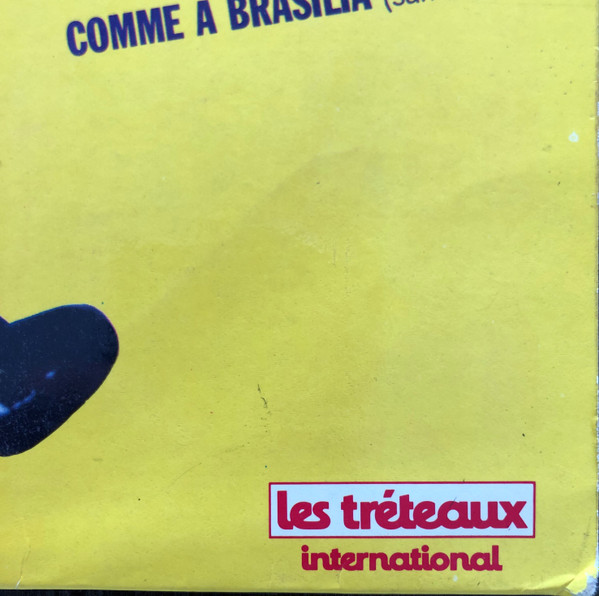 COMME A BRASILIA
les tréteaux
international